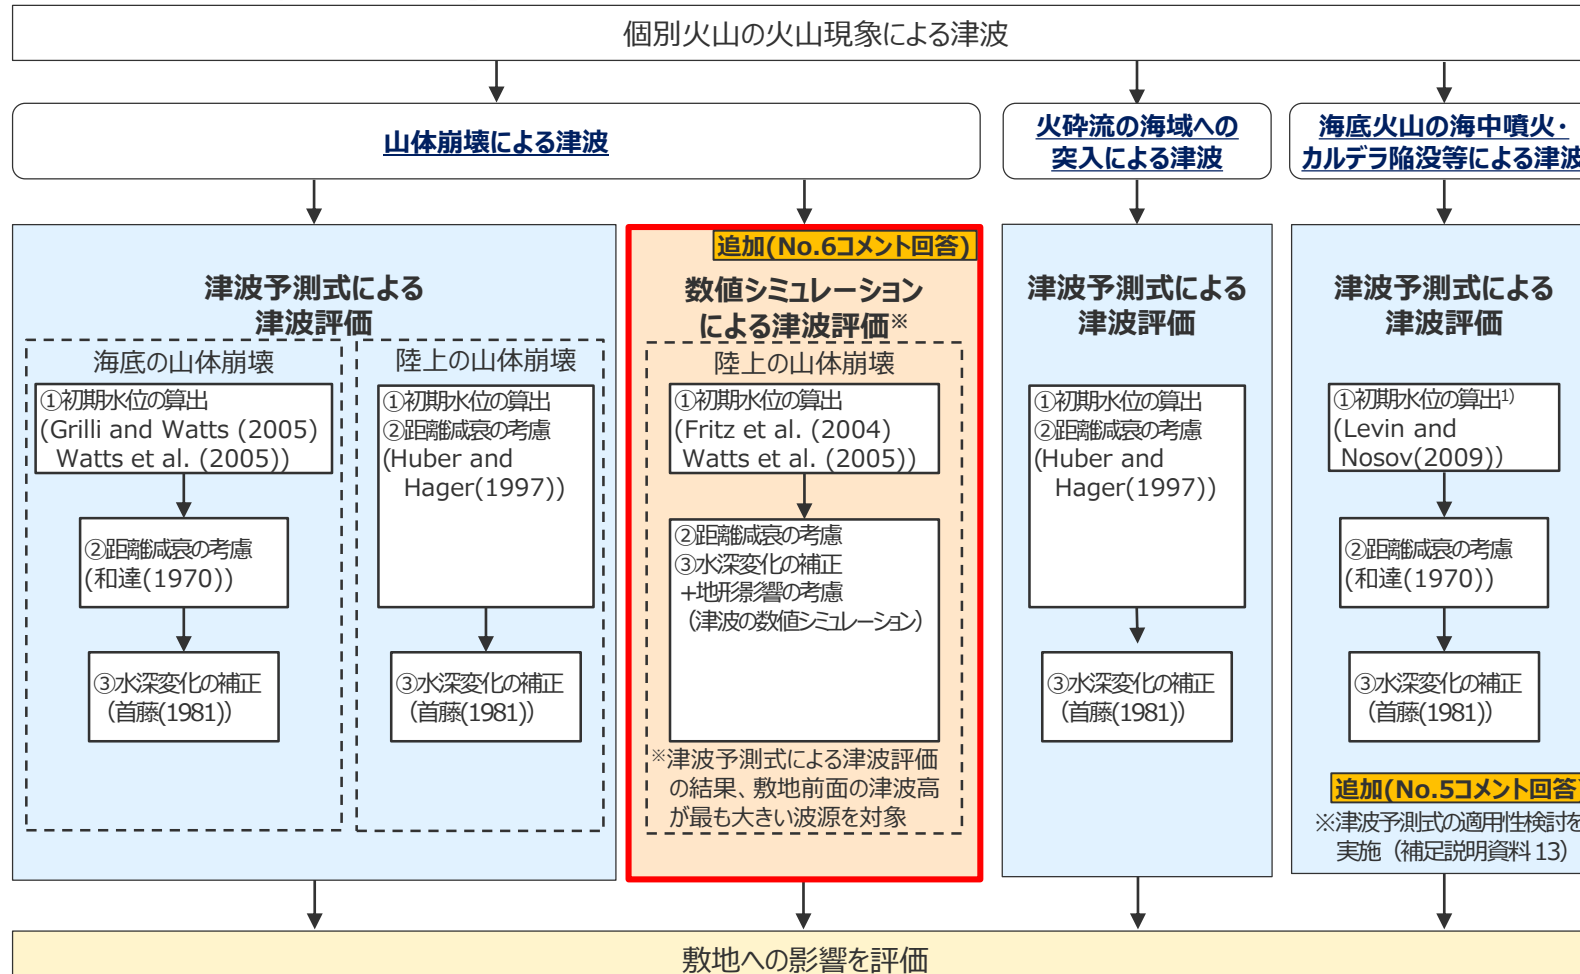 個別火山の火山現象による津波
山体崩壊による津波
火砕流の海域への
突入による津波
海底火山の海中噴火・
カルデラ陥没等による津波
津波予測式による
津波評価
海底の山体崩壊
①初期水位の算出
(Grilli and Watts (2005)
Watts et al. (2005))
②距離減衰の考慮
(和達(1970))
③水深変化の補正
(首藤(1981))
陸上の山体崩壊
①初期水位の算出
②距離減衰の考慮
(Huber and
Hager(1997))
③水深変化の補正
(首藤(1981))
追加(No.6コメント回答)
数値シミュレーション
による津波評価※
陸上の山体崩壊
①初期水位の算出
(Fritz et al. (2004)
Watts et al. (2005))
②距離減衰の考慮
③水深変化の補正
+地形影響の考慮
(津波の数値シミュレーション)
※津波予測式による津波評価
の結果、敷地前面の津波高
が最も大きい波源を対象
津波予測式による
津波評価
①初期水位の算出
②距離減衰の考慮
(Huber and
Hager(1997))
③水深変化の補正
(首藤(1981))
津波予測式による
津波評価
①初期水位の算出1)
(Levin and
Nosov(2009))
②距離減衰の考慮
(和達(1970))
③水深変化の補正
(首藤(1981))
追加(No.5コメント回答
※津波予測式の適用性検討を
実施(補足説明資料13)
敷地への影響を評価